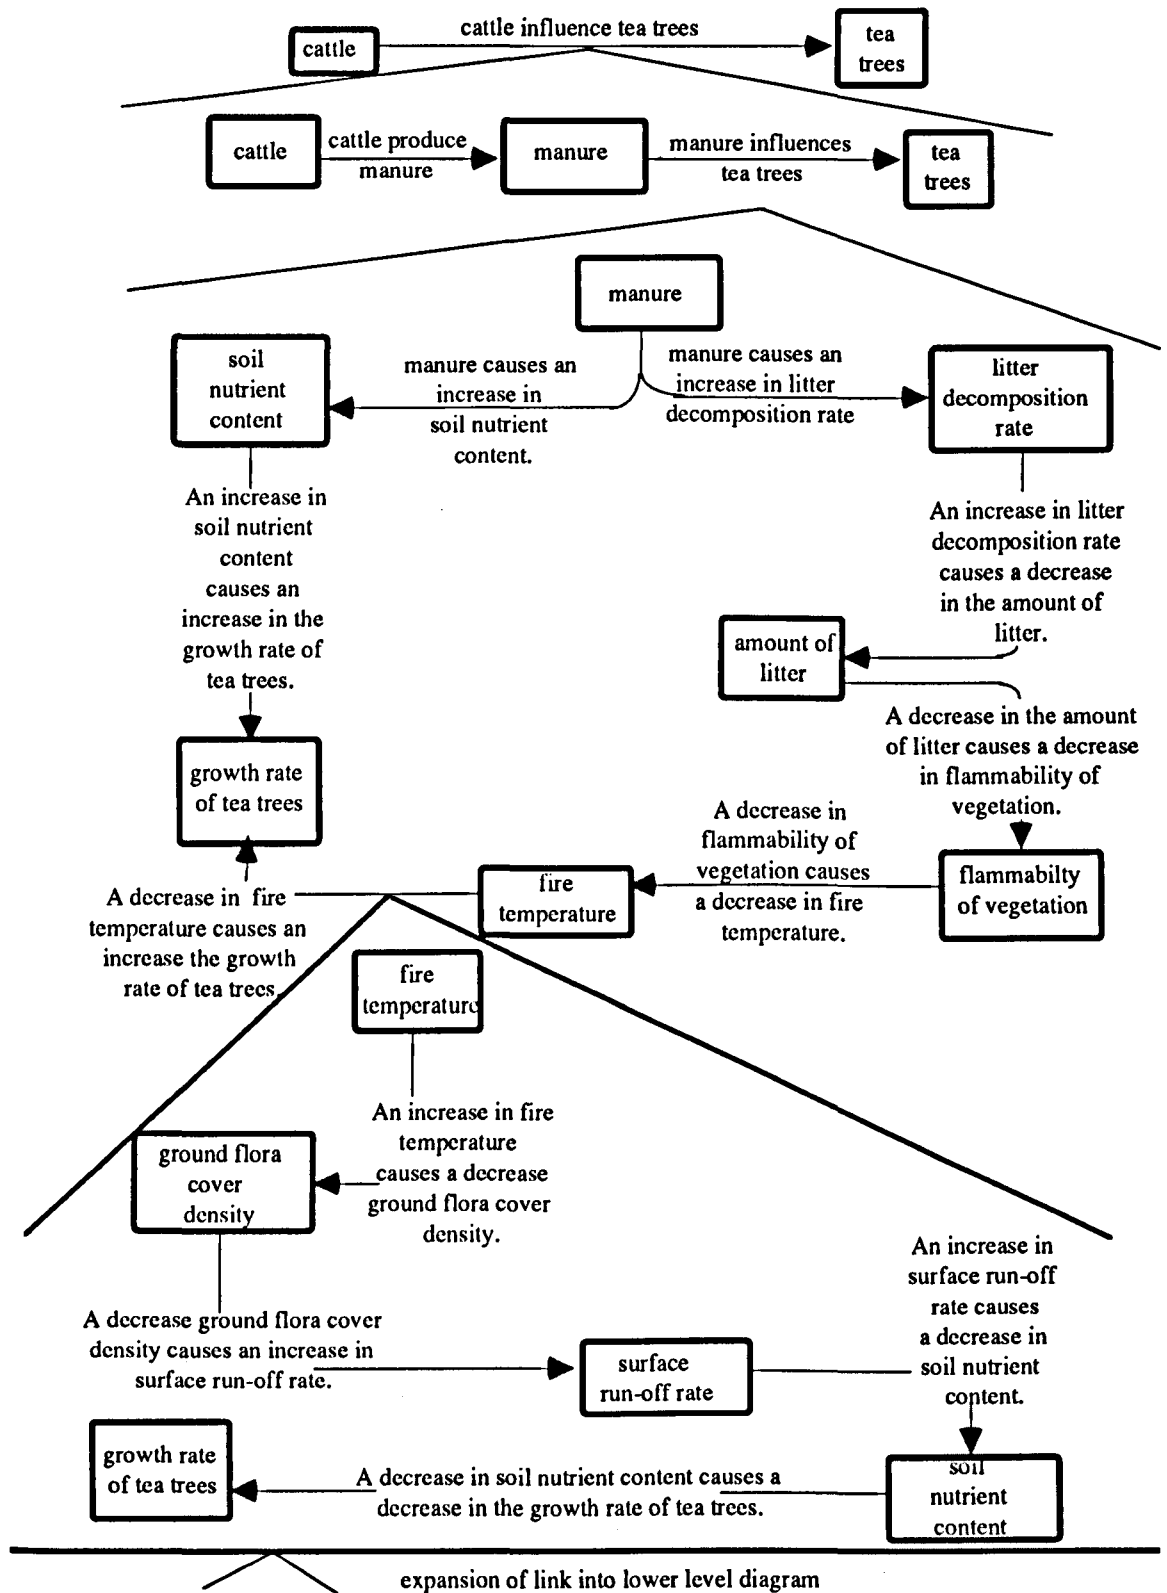 cattle influence tea trees
cattle
tea
trees
cattle
cattle produce
manure
manure
manure influences
tea trees
tea
trees
manure
soil
nutrient
content
manure causes an
increase in
soil nutrient
content.
manure causes an
increase in litter
decomposition rate
litter
decomposition
rate
An increase in
soil nutrient
content
causes an
increase in the
growth rate of
tea trees.
An increase in litter
decomposition rate
causes a decrease
in the amount of
litter.
amount of
litter
A decrease in the amount
of litter causes a decrease
in flammability of
vegetation.
growth rate
of tea trees
A decrease in
flammability of
vegetation causes
a decrease in fire
temperature.
flammabilty
of vegetation
fire
temperature
A decrease in fire
temperature causes an
increase the growth
rate of tea trees.
fire
temperature
An increase in fire
temperature
causes a decrease
ground flora cover
density.
ground flora
cover
density
A decrease ground flora cover
density causes an increase in
surface run-off rate.
surface
run-off rate
An increase in
surface run-off
rate causes
a decrease in
soil nutrient
content.
soil
nutrient
content
A decrease in soil nutrient content causes a
decrease in the growth rate of tea trees.
growth rate
of tea trees
expansion of link into lower level diagram